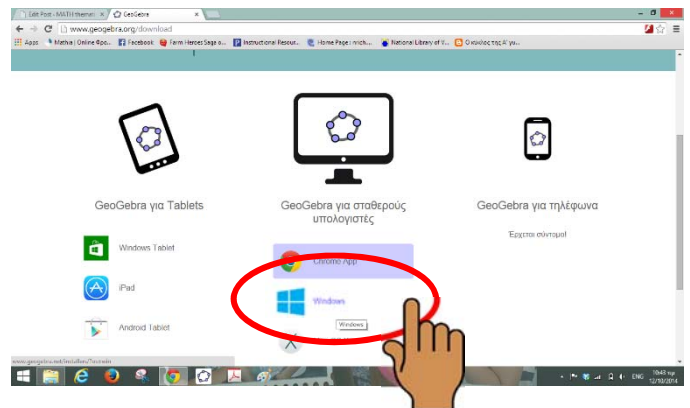 Edit Post - MATHhemen
GeoGebra
www.geogebra.org/download
Apps
Facebook
Farm Heroes Saga o...
Instructional Resour...
Home Page : nrich....
National Library of V...
GeoGebra για Tablets
GeoGebra για σταθερούς
υπολογιστές
GeoGebra για τηλέφωνα
Έρχεται σύντομα!
Windows Tablet
Chrome App
iPad
Windows
Android Tablet
Windows
ENG
12/10/2014